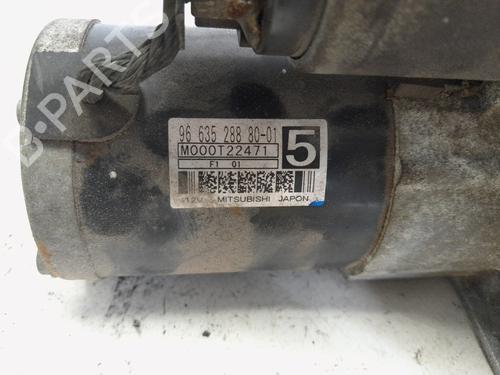 B-PARTS
96 635 288 80-01
M000T22471
5
F1 01
12V MITSUBISHI JAPON